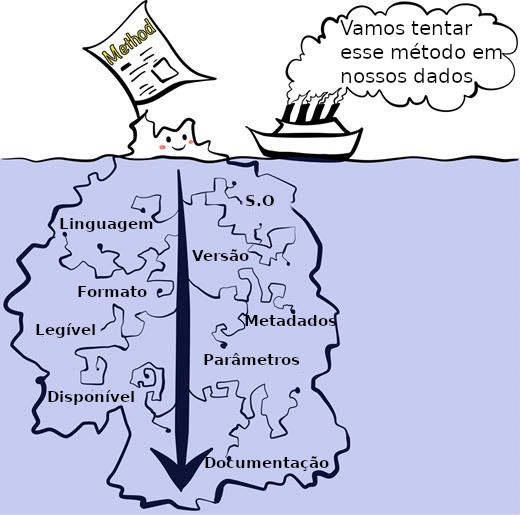 Method
Vamos tentar
esse método em
nossos dados
S.O
Linguagem
Versão
Formato
Metadados
Legível
Parâmetros
Disponível
Documentação